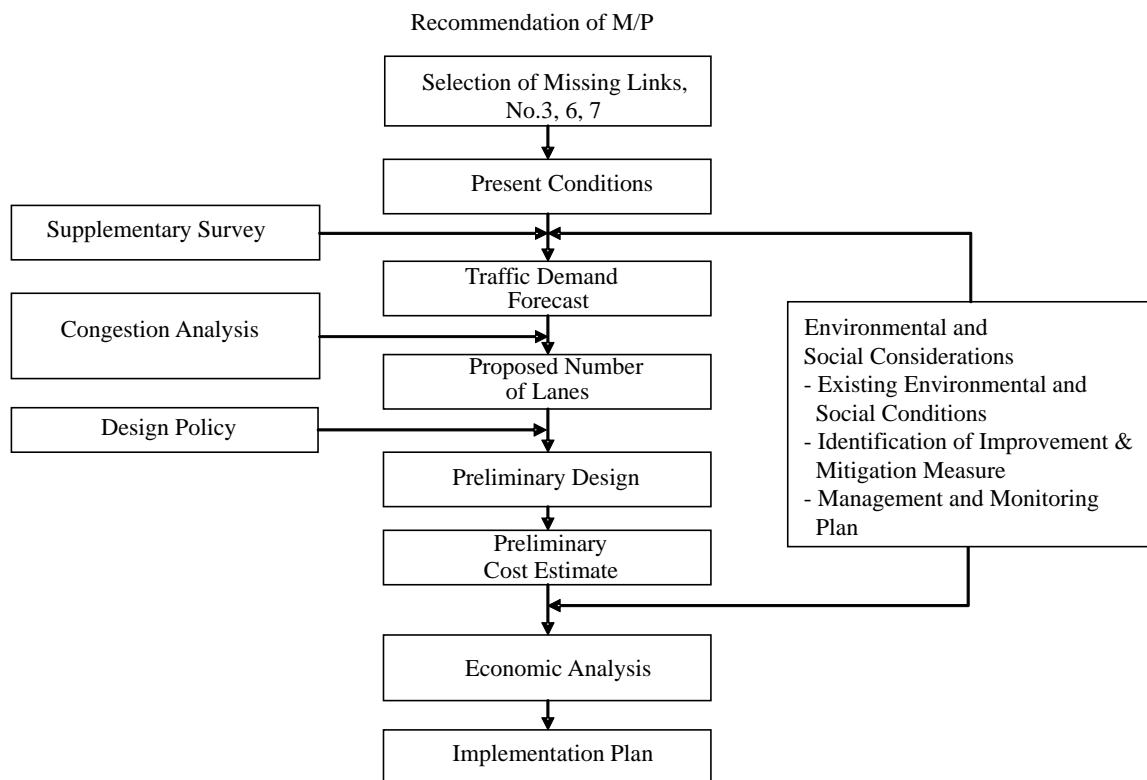 Recommendation of M/P
Selection of Missing Links,
No.3, 6, 7
Present Conditions
Supplementary Survey
Traffic Demand
Forecast
Congestion Analysis
Proposed Number
of Lanes
Design Policy
Preliminary Design
Preliminary
Cost Estimate
Economic Analysis
Implementation Plan
Environmental and
Social Considerations
- Existing Environmental and
Social Conditions
- Identification of Improvement &
Mitigation Measure
- Management and Monitoring
Plan